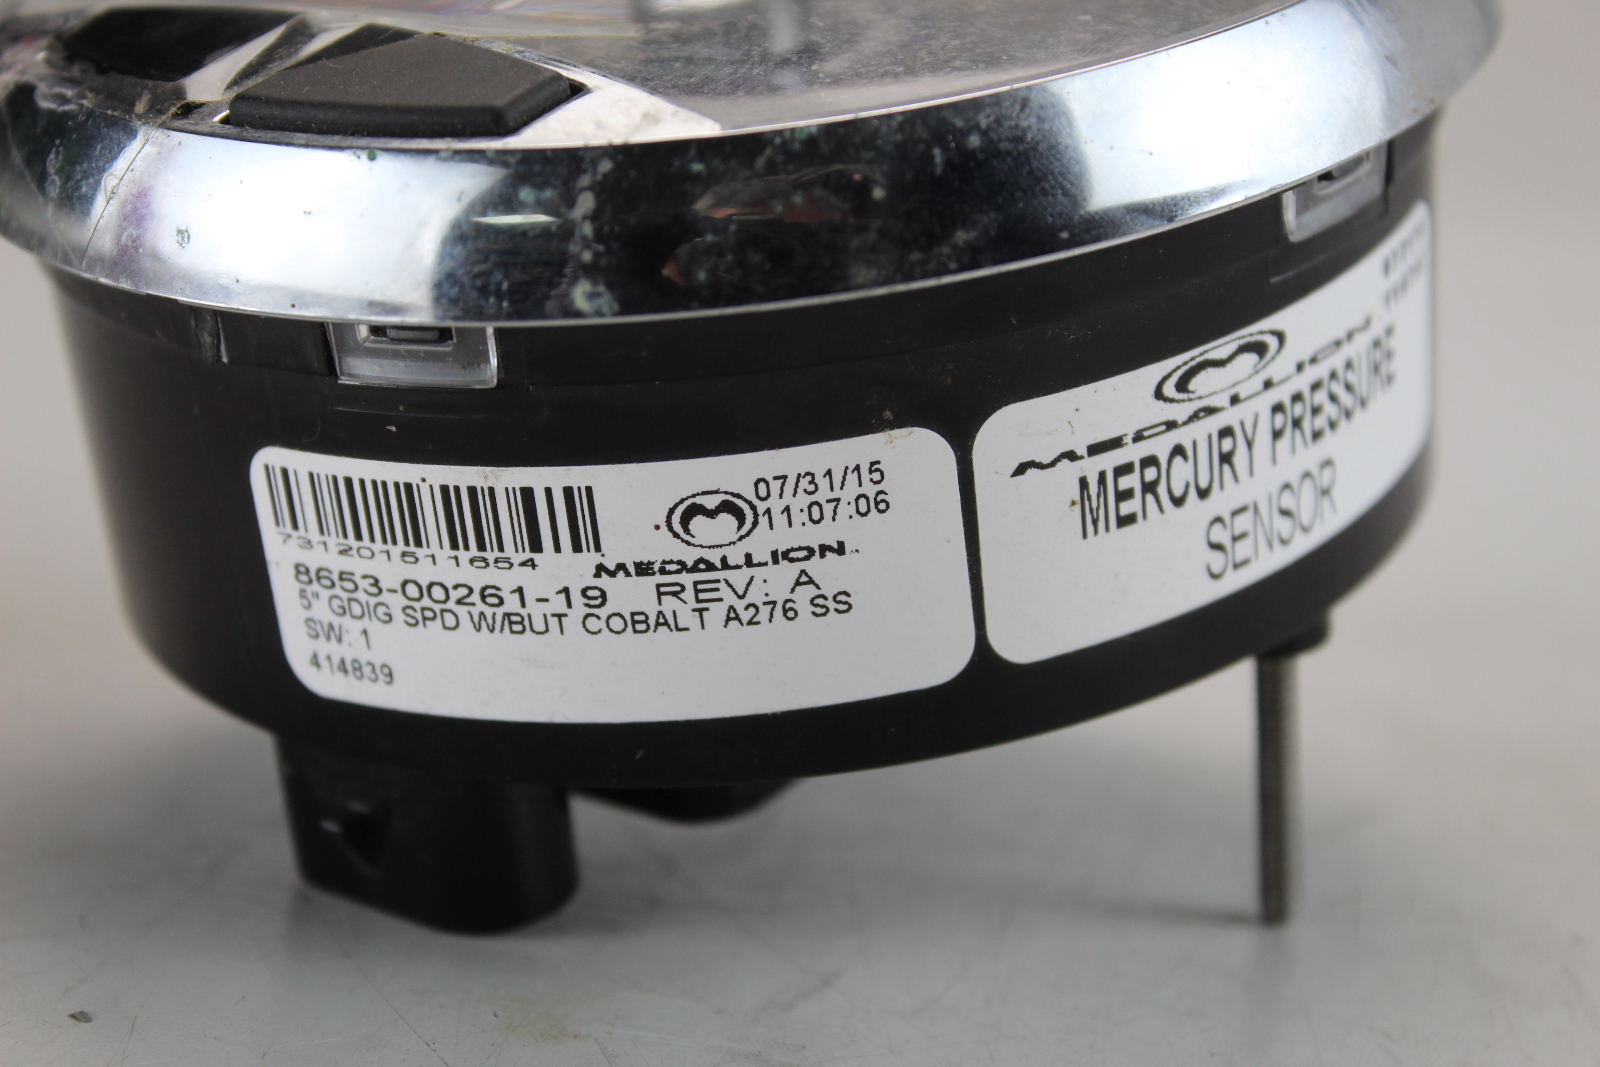 07/31/15
11:07:06
731201511654
MEDALLION
8653-00261-19 REV: A
5" GDIG SPD W/BUT COBALT A276 SS
SW: 1
414839
MEDALLION
MERCURY PRESSURE
SENSOR